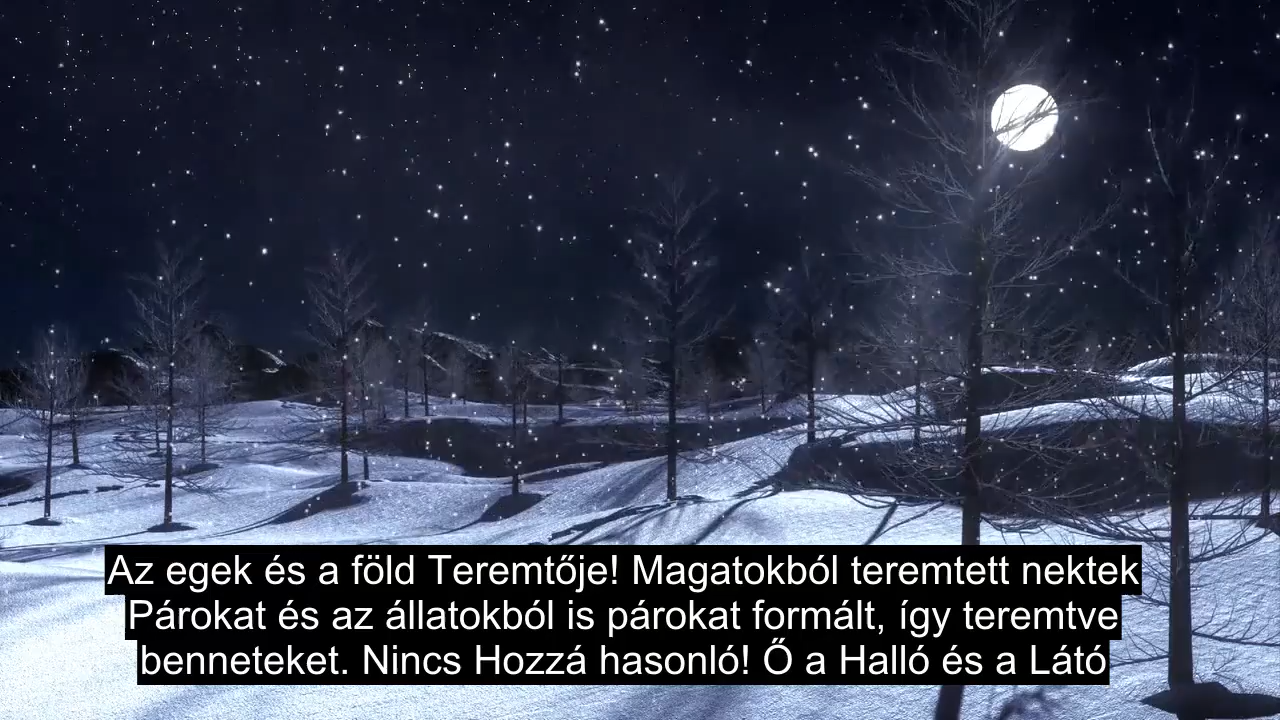 Az egek és a föld Teremtője! Magatokból teremtett nektek
Párokat és az állatokból is párokat formált, így teremtve
benneteket. Nincs Hozzá hasonló! Ő a Halló és a Látó